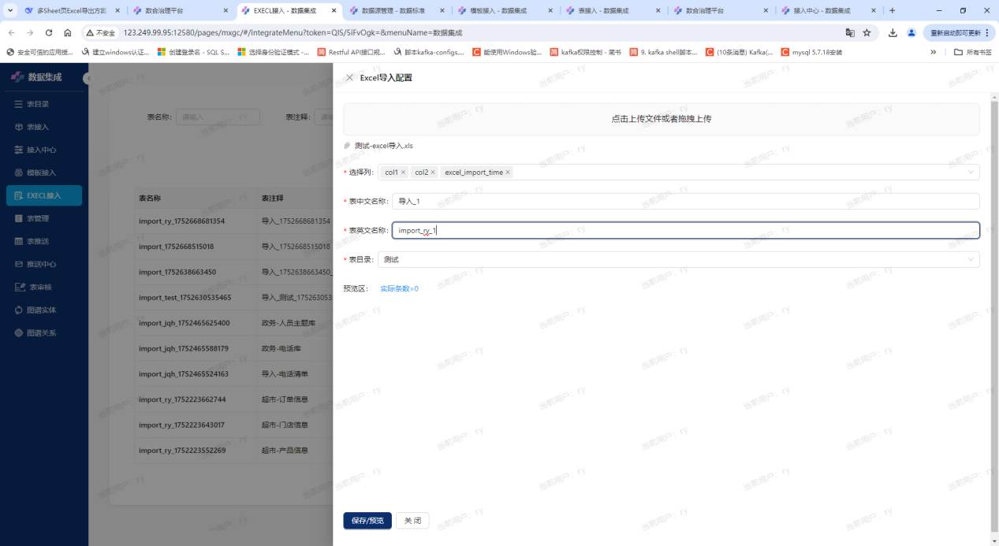 多Sheet页Excel导出方案
数合治理平台
EXECL接入 - 数据集成
数据源管理 - 数据标准
模板接入 - 数据集成
表接入 - 数据集成
数合治理平台
接入中心 - 数据集成
不安全
123.249.99.95:12580/pages/mxgc/#/integrateMenu?token=QIS/5IFvOgk=&menuName=数据集成
重新启动即可更新
安全可信的应用授...
建立windows认证...
创建登录名 - SQL S...
选择身份验证模式 -...
Restful API接口规...
脚本kafka-configs....
能使用Windows验...
kafka权限控制 - 简书
9. kafka shell脚本...
(10条消息) Kafka(...
mysql 5.7.18安装
所有书签
数据集成
表目录
表接入
接入中心
模板接入
EXECL接入
表管理
表推送
推送中心
表审核
图谱实体
图谱关系
表名称: 请输入 表注释:
表名称 表注释
import_ry_1752668681354 导入_1752668681354
import_1752668515018 导入_1752668515018
import_1752638663450 导入_1752638663450_
import_test_1752630535465 导入_测试_175263053
import_jqh_1752465625400 政务-人员主题库
import_jqh_1752465588179 政务-电话库
import_jqh_1752465524163 导入-电话清单
import_ry_1752223662744 超市-订单信息
import_ry_1752223643017 超市-门店信息
import_ry_1752223552269 超市-产品信息
Excel导入配置
点击上传文件或者拖拽上传
测试-excel导入.xls
* 选择列: col1 × col2 × excel_import_time ×
* 表中文名称: 导入_1
* 表英文名称: import_ry_1
* 表目录: 测试
预览区: 实际条数=0
保存/预览 关 闭
当前用户：ry